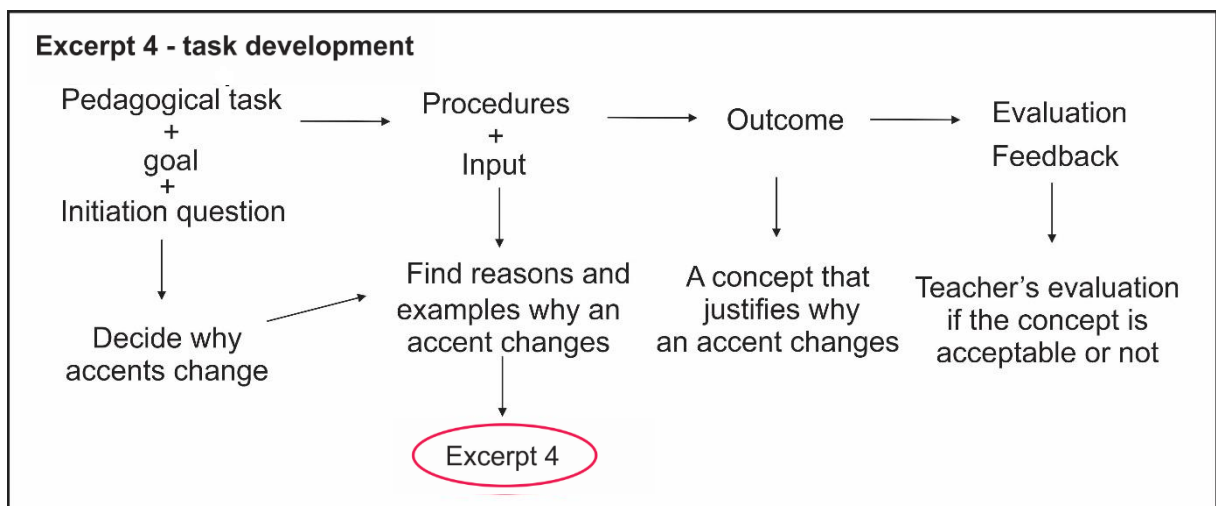 Excerpt 4 - task development
Pedagogical task
+
goal
+
Initiation question
Decide why
accents change
Procedures
+
Input
Find reasons and
examples why an
accent changes
Excerpt 4
Outcome
A concept that
justifies why
an accent changes
Evaluation
Feedback
Teacher’s evaluation
if the concept is
acceptable or not